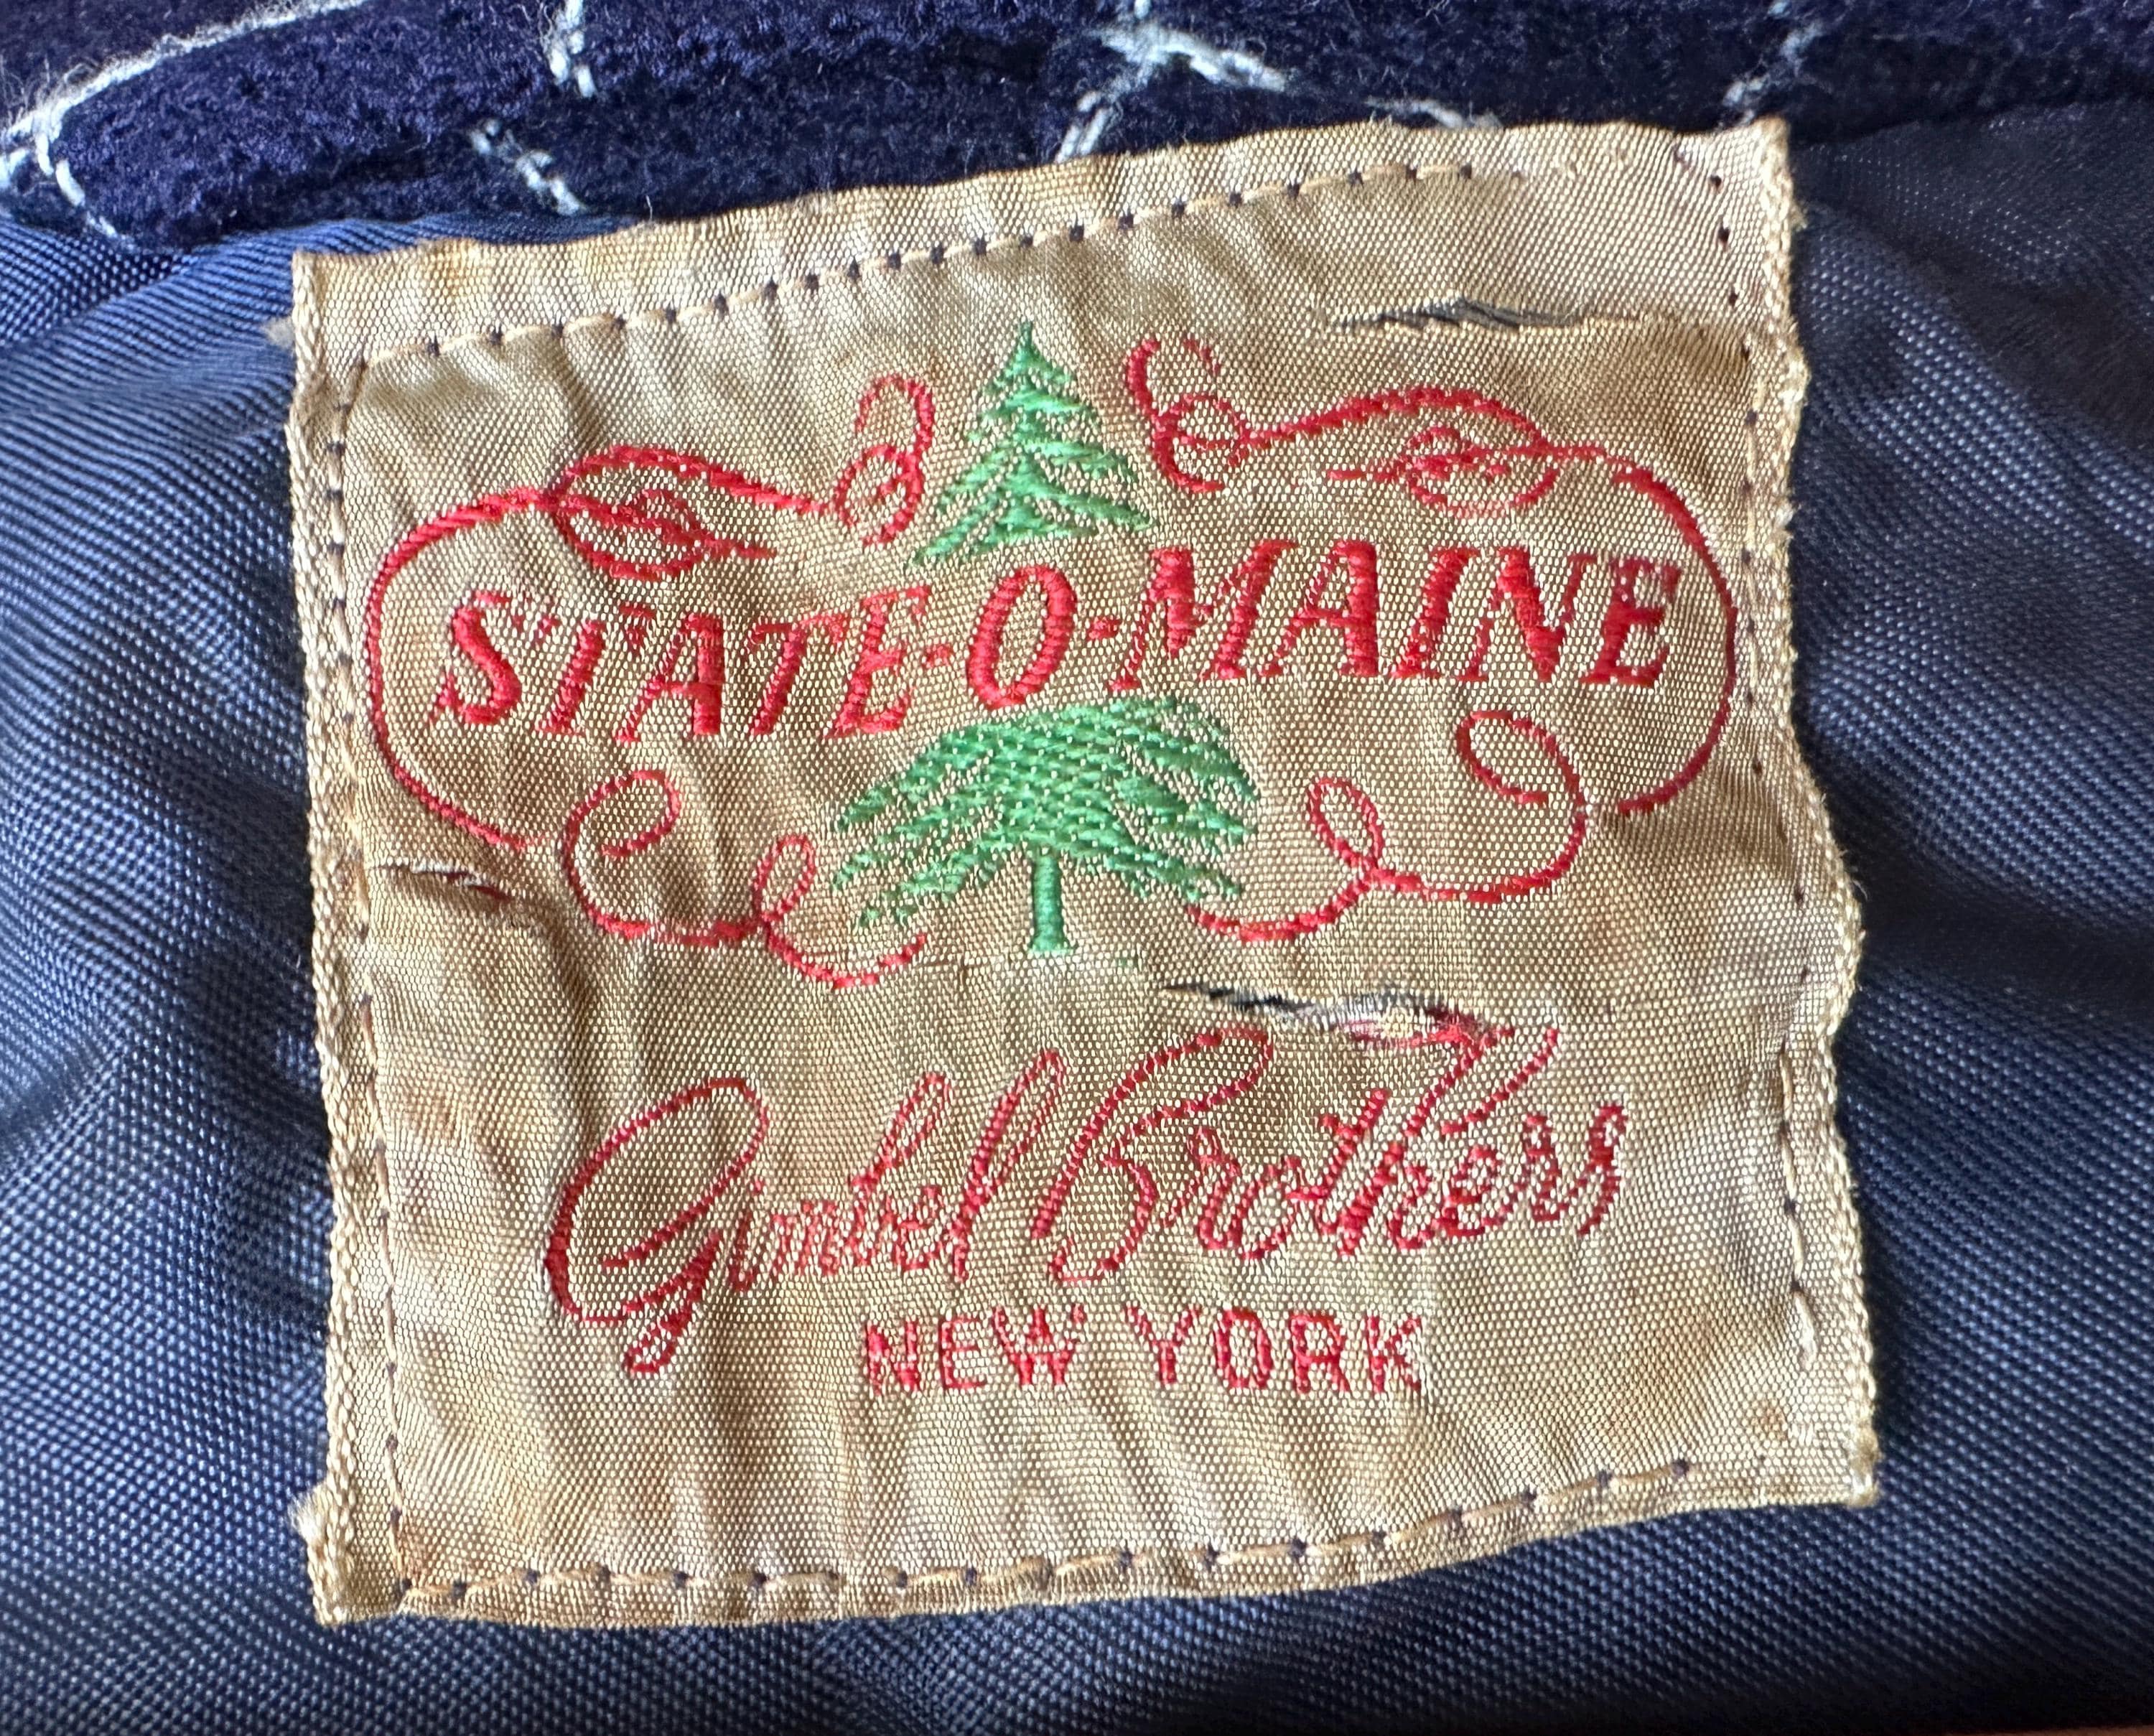 STATE-O-MAINE
Gimbel Brothers
NEW YORK